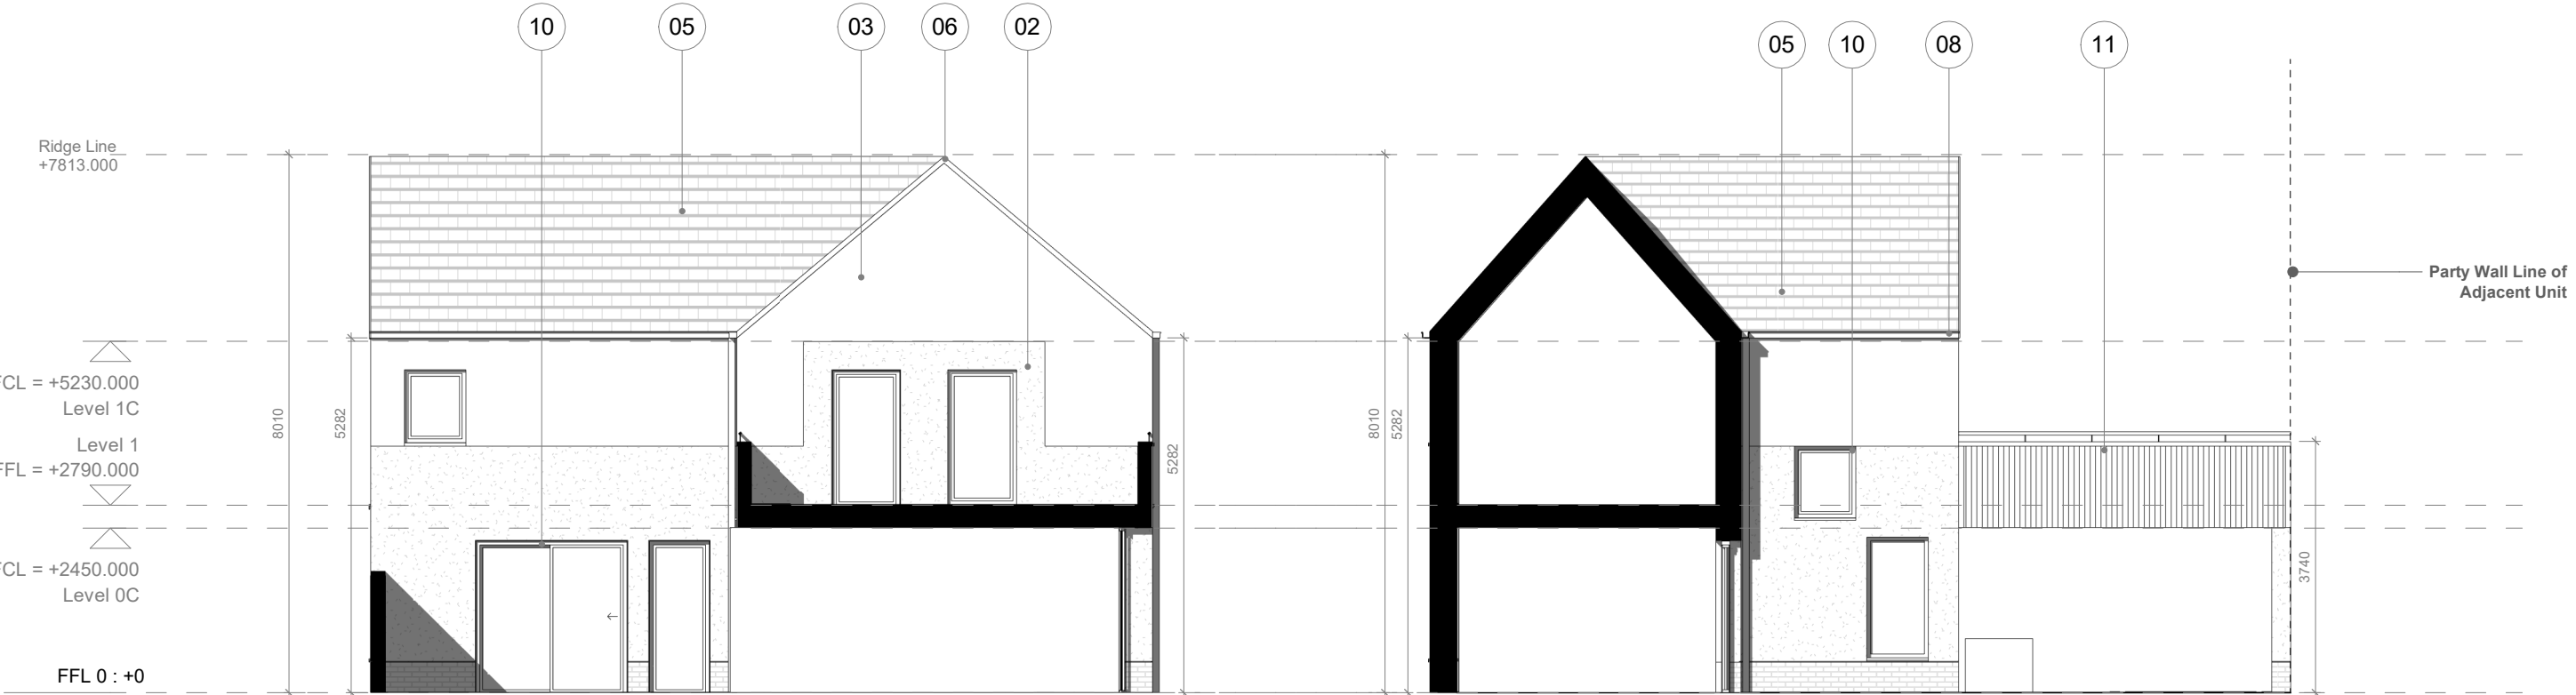 10
05
03
06
02
05
10
08
11
Ridge Line
+7813.000
Party Wall Line of
Adjacent Unit
FCL = +5230.000
Level 1C
Level 1
FFL = +2790.000
FCL = +2450.000
Level 0C
FFL 0 : +0
8010
5282
5282
8010
5282
3740